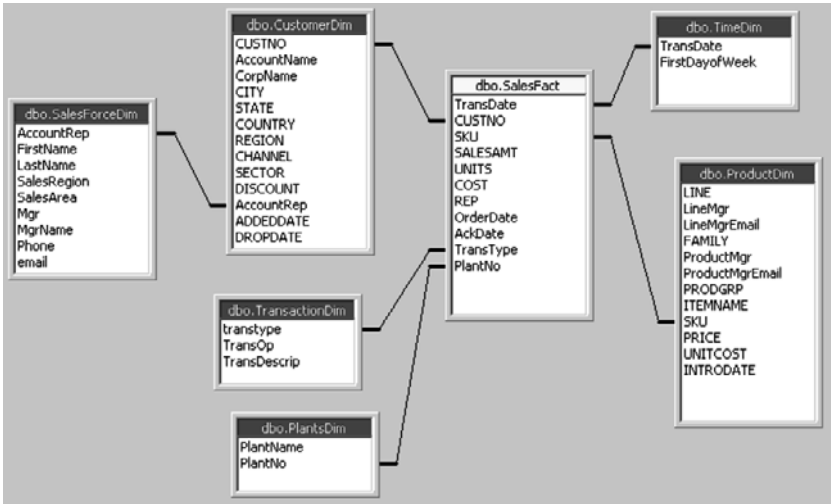 dbo.SalesForceDim
AccountRep
FirstName
LastName
SalesRegion
SalesArea
Mgr
MgrName
Phone
email
dbo.CustomerDim
CUSTNO
AccountName
CorpName
CITY
STATE
COUNTRY
REGION
CHANNEL
SECTOR
DISCOUNT
AccountRep
ADDEDDATE
DROPDATE
dbo.TransactionDim
transtype
TransOp
TransDescrip
dbo.PlantsDim
PlantName
PlantNo
dbo.SalesFact
TransDate
CUSTNO
SKU
SALESAMT
UNITS
COST
REP
OrderDate
AckDate
TransType
PlantNo
dbo.TimeDim
TransDate
FirstDayofWeek
dbo.ProductDim
LINE
LineMgr
LineMgrEmail
FAMILY
ProductMgr
ProductMgrEmail
PRODGRP
ITEMNAME
SKU
PRICE
UNITCOST
INTRODATE